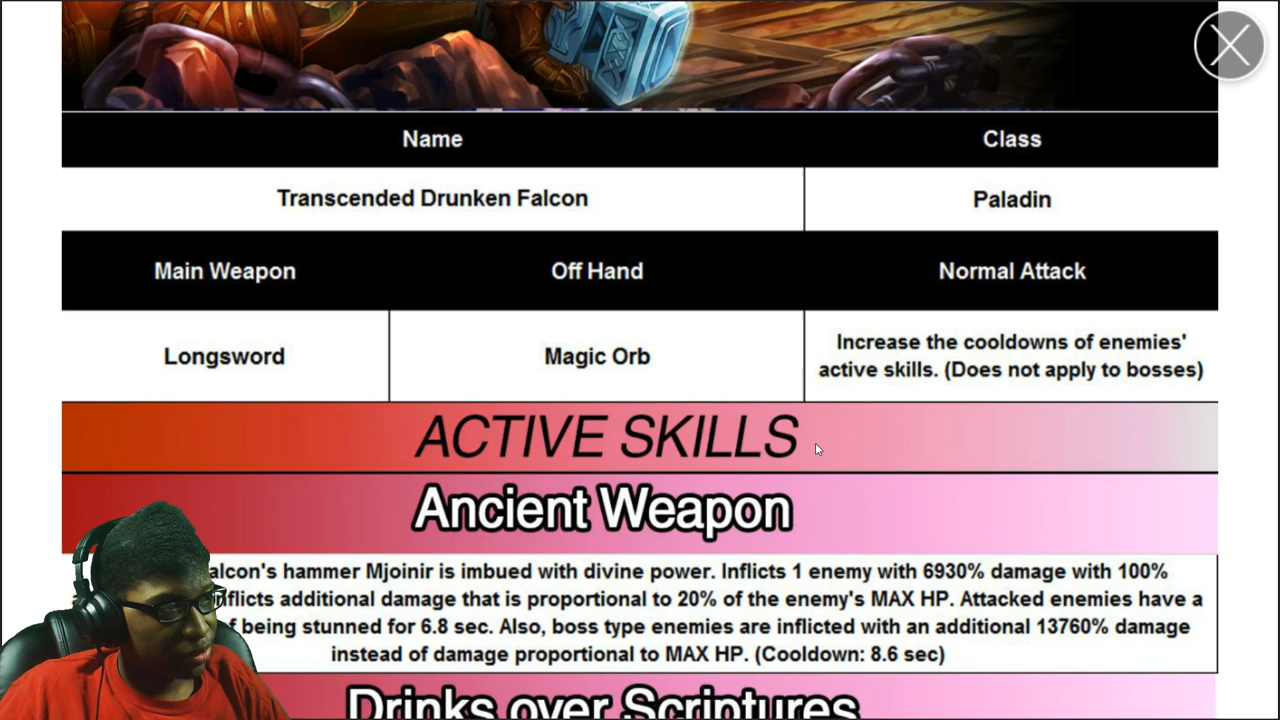 Name
Class
Transcended Drunken Falcon
Paladin
Main Weapon
Off Hand
Normal Attack
Longsword
Magic Orb
Increase the cooldowns of enemies'
active skills. (Does not apply to bosses)
ACTIVE SKILLS
Ancient Weapon
alcon's hammer Mjoinir is imbued with divine power. Inflicts 1 enemy with 6930% damage with 100%
nflicts additional damage that is proportional to 20% of the enemy's MAX HP. Attacked enemies have a
f being stunned for 6.8 sec. Also, boss type enemies are inflicted with an additional 13760% damage
instead of damage proportional to MAX HP. (Cooldown: 8.6 sec)
Drinks over Scriptures